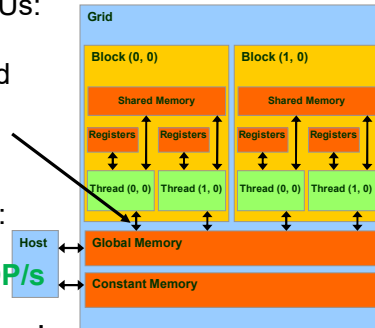 Us:
d
:
P/s
Grid
Block (0, 0)
Block (1, 0)
Shared Memory
Shared Memory
Registers
Registers
Registers
Registers
Thread (0, 0)
Thread (1, 0)
Thread (0, 0)
Thread (1, 0)
Host
Global Memory
Constant Memory